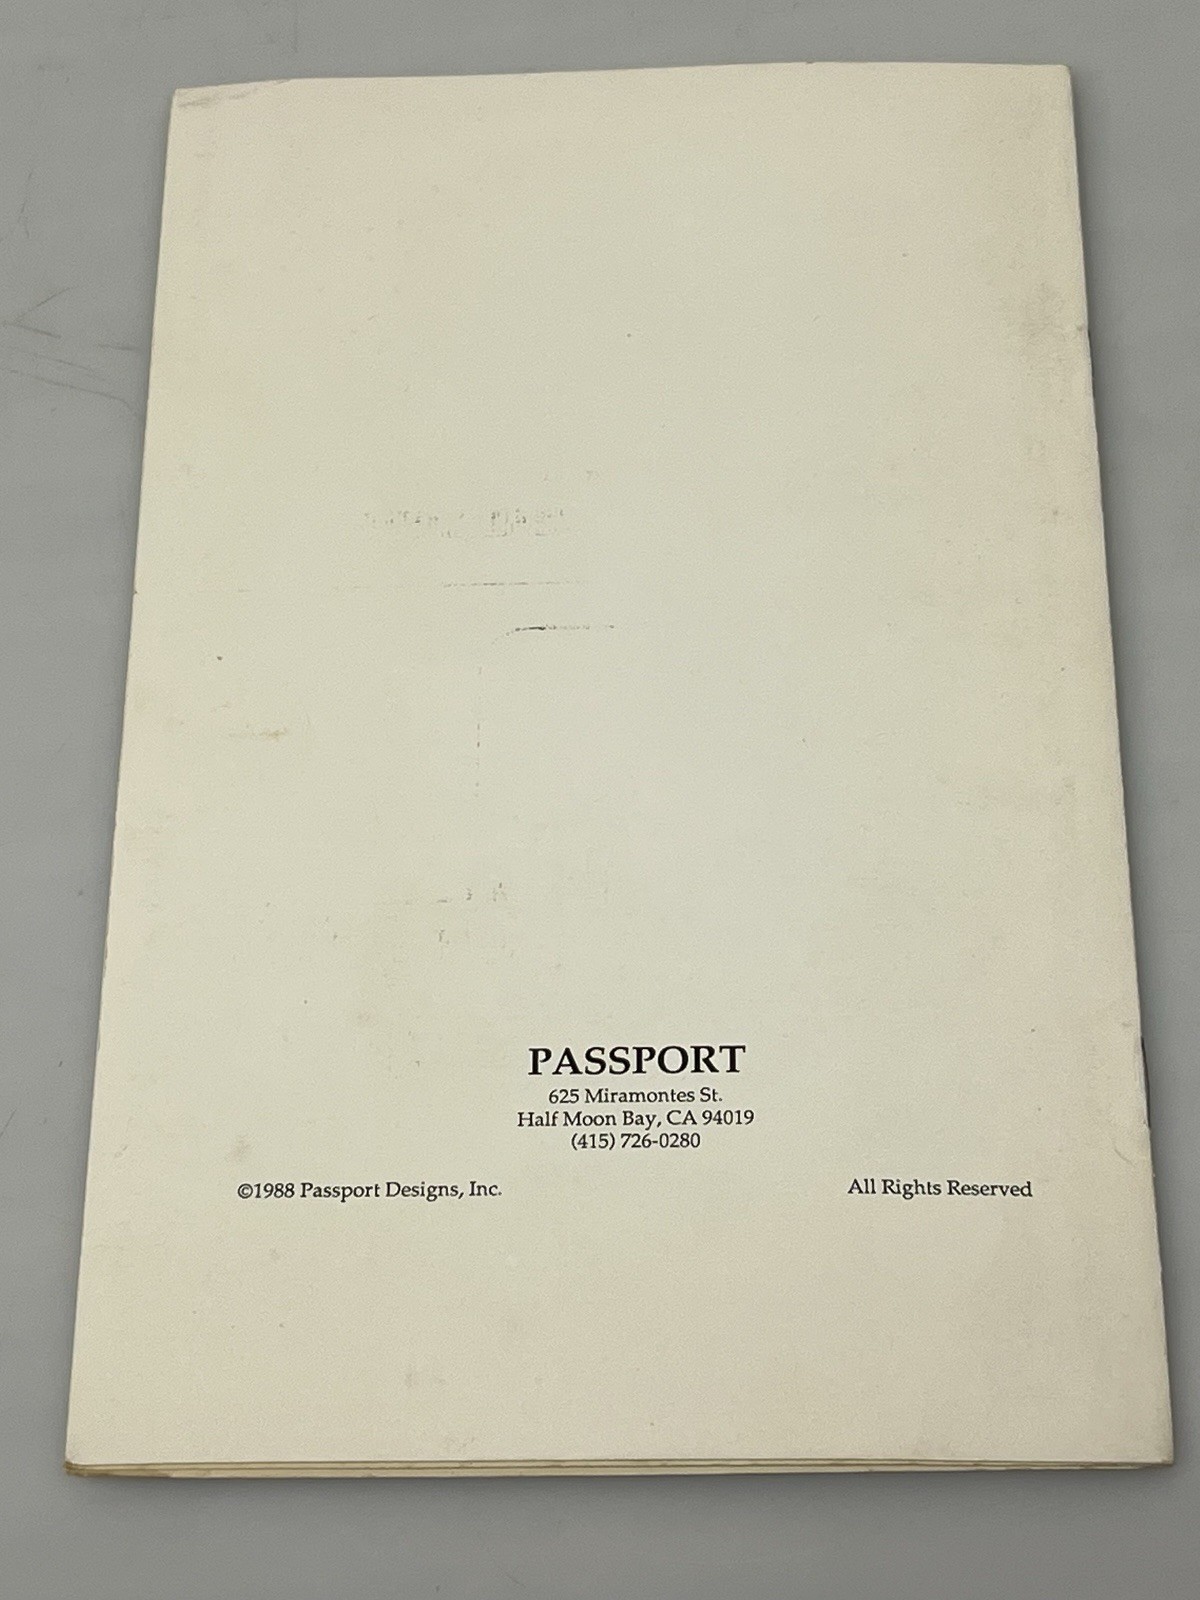 PASSPORT
625 Miramontes St.
Half Moon Bay, CA 94019
(415) 726-0280
©1988 Passport Designs, Inc. All Rights Reserved